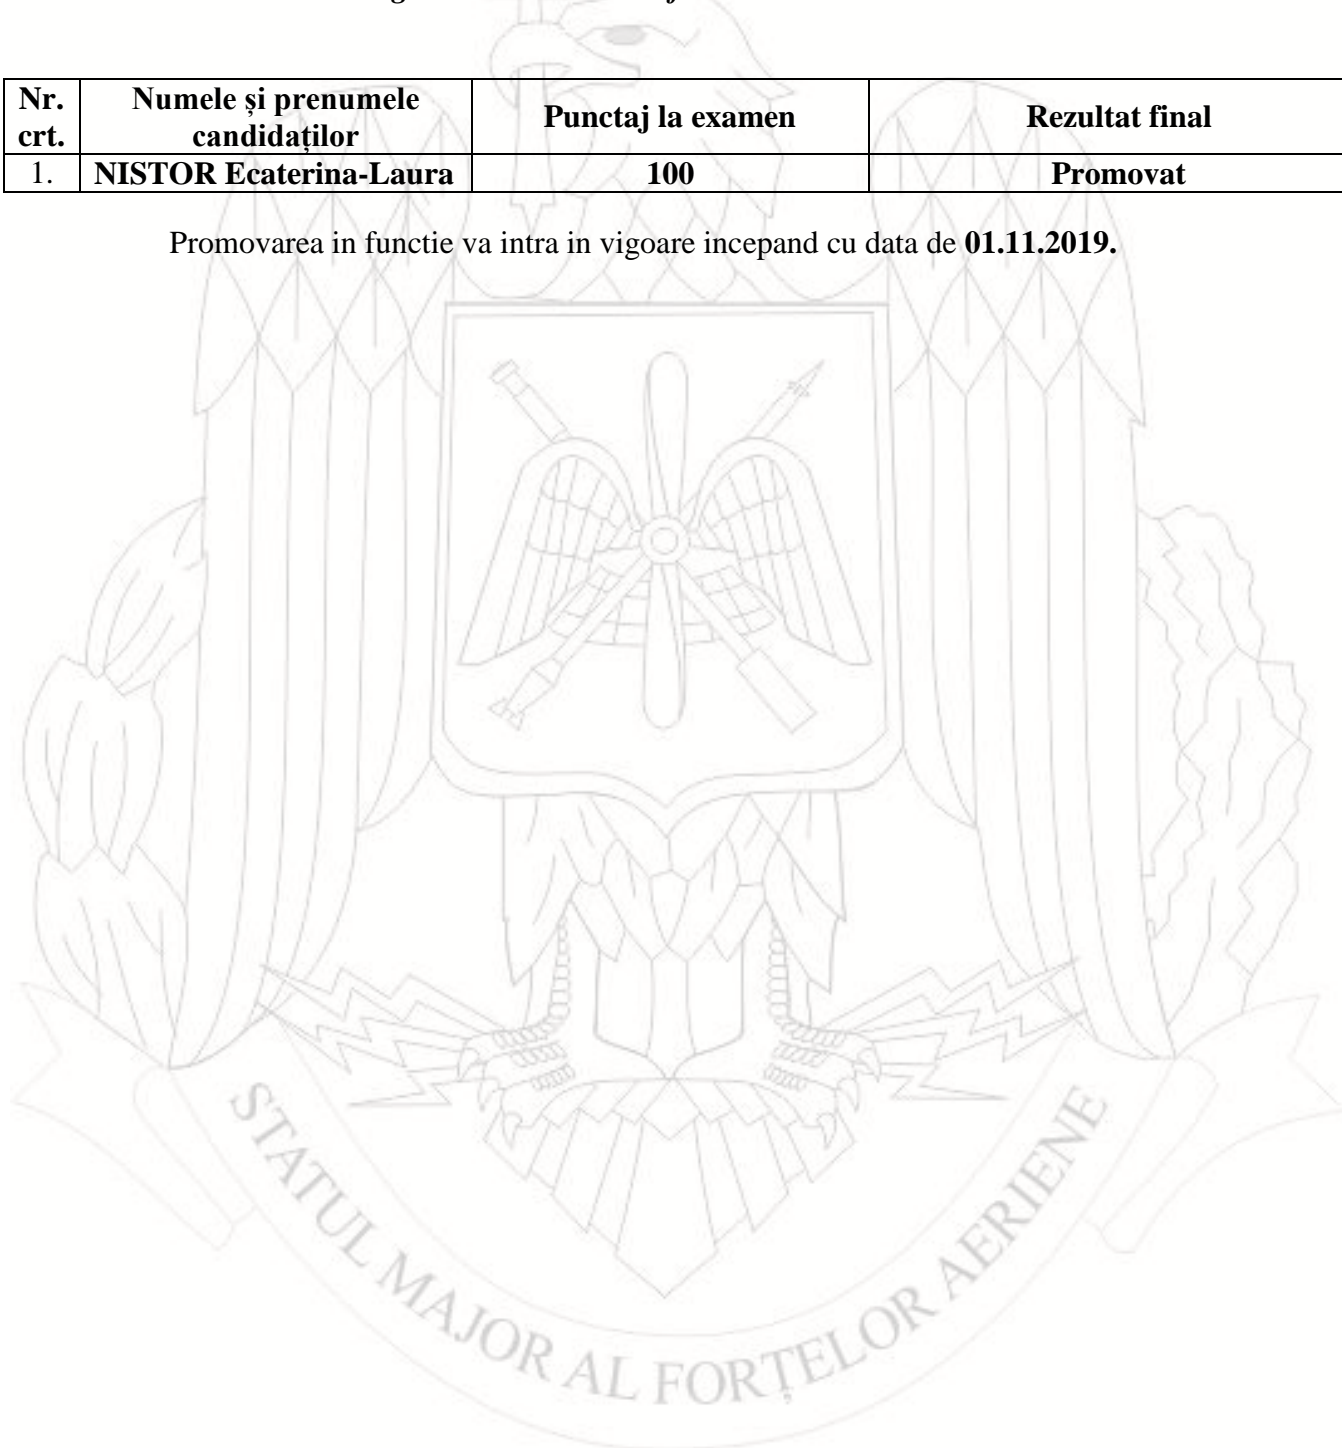 Nr. crt. Numele și prenumele candidaților Punctaj la examen Rezultat final
1. NISTOR Ecaterina-Laura 100 Promovat
Promovarea in functie va intra in vigoare incepand cu data de 01.11.2019.
STATUL MAJOR AL FORȚELOR AERIENE